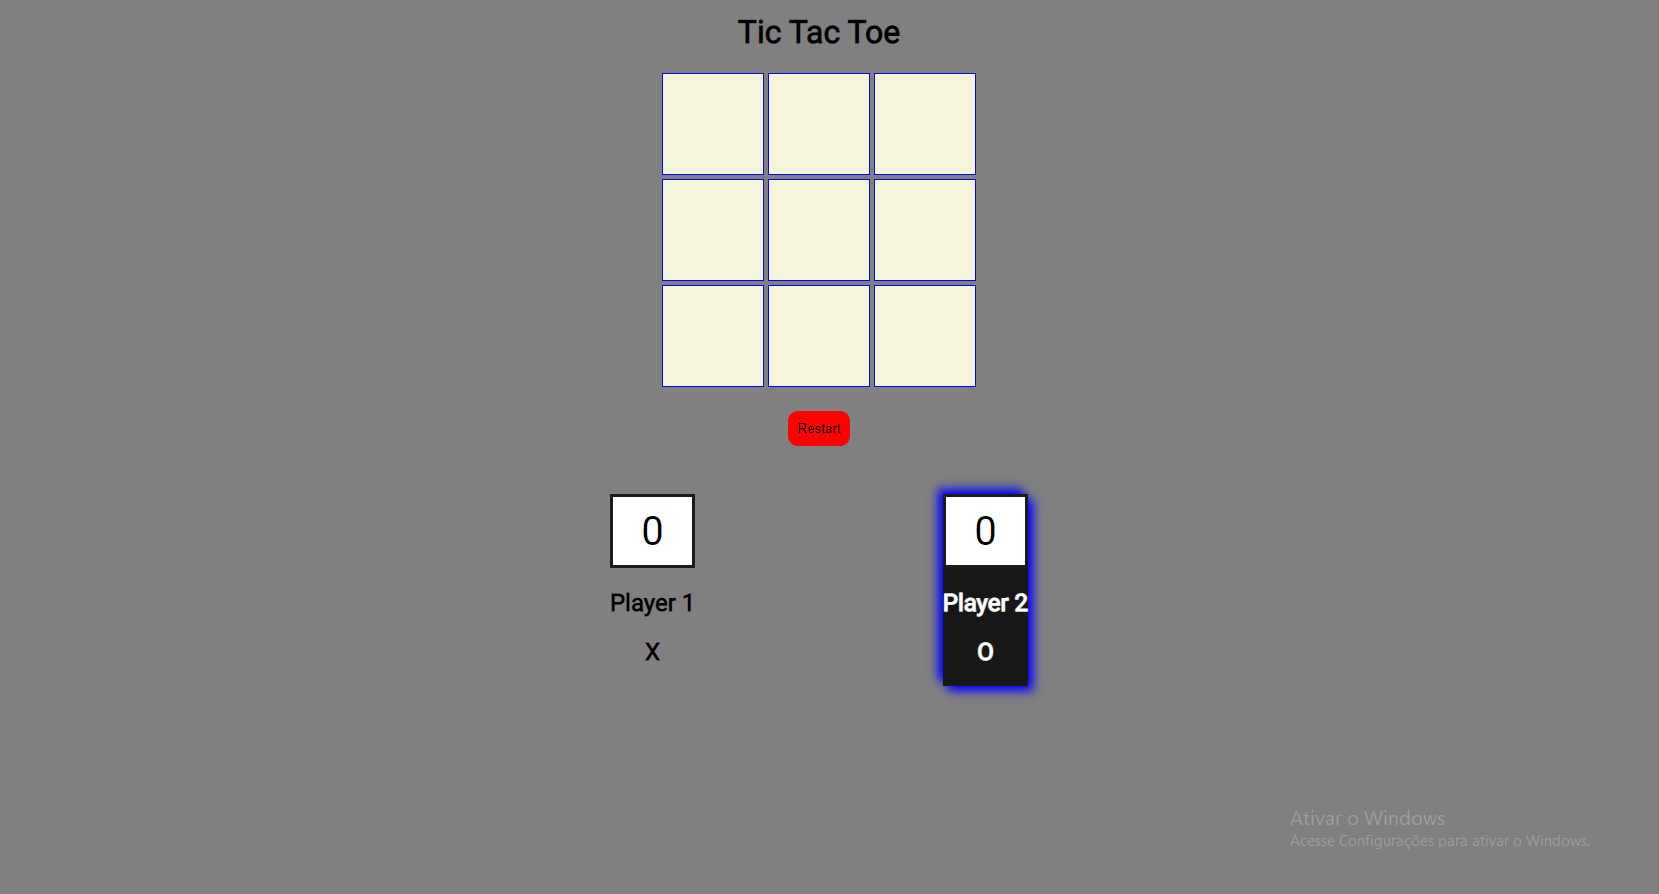 Tic Tac Toe
Restart
0
0
Player 1
Player 2
X
O
Ativar o Windows
Acesse Configurações para ativar o Windows.